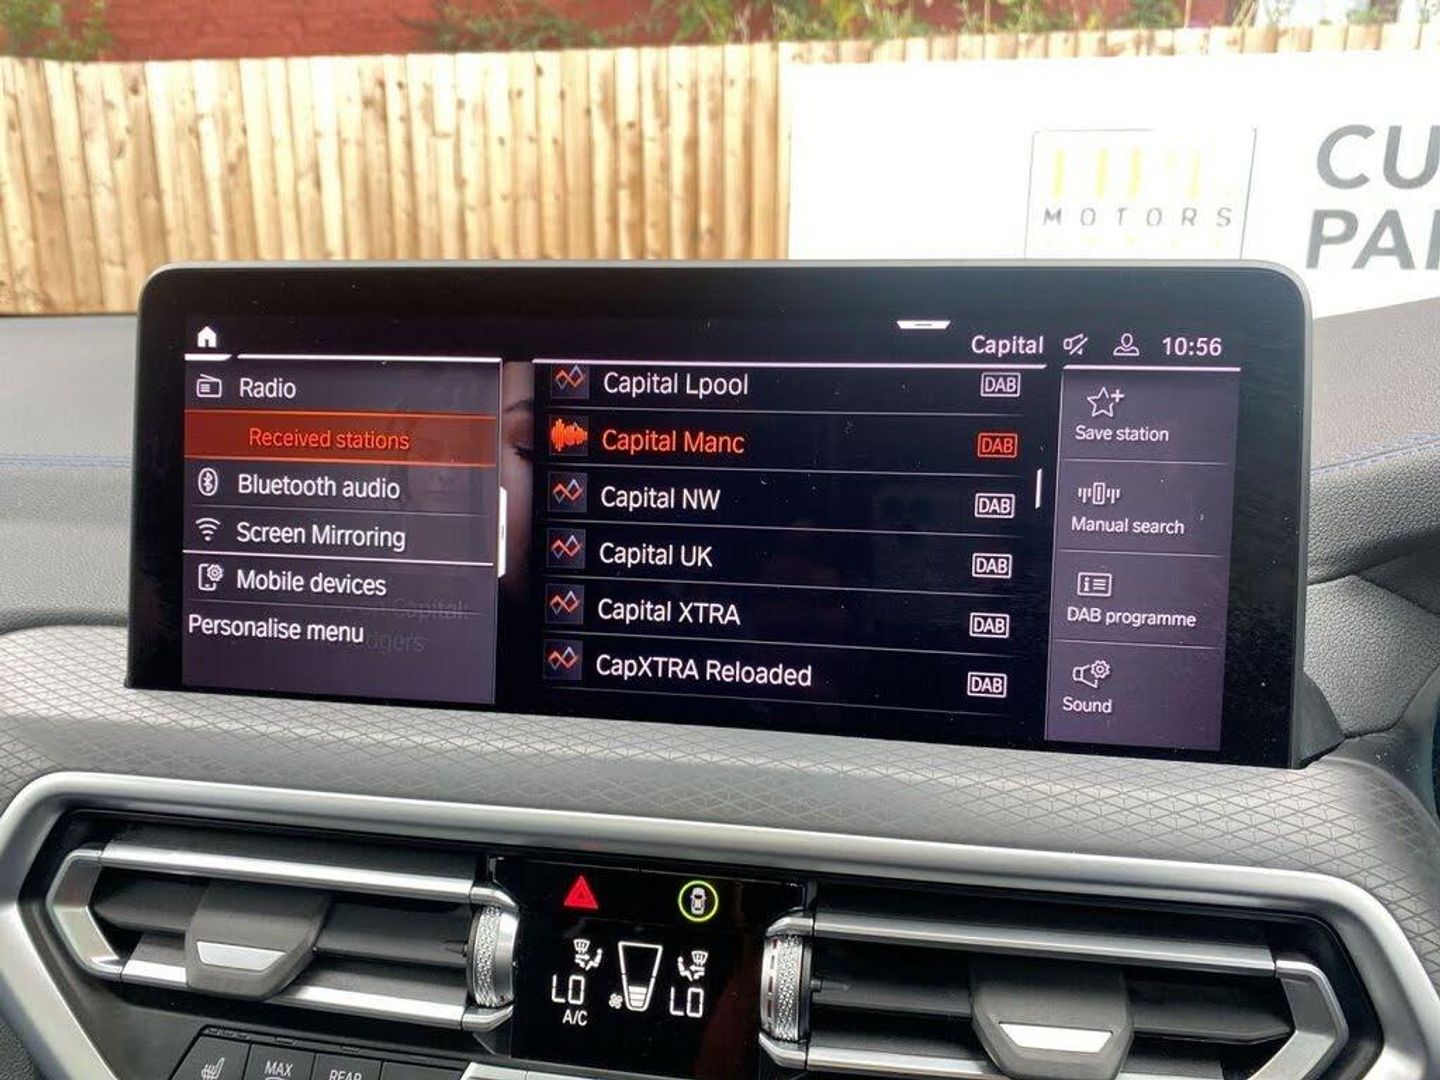 CU
PA
MOTORS
Capital 10:56
Radio
Received stations
Bluetooth audio
Screen Mirroring
Mobile devices
Personalise menu
Capital Lpool DAB
Capital Manc DAB
Capital NW DAB
Capital UK DAB
Capital XTRA DAB
CapXTRA Reloaded DAB
Save station
Manual search
DAB programme
Sound
LO LO
A/C
MAX
REAR